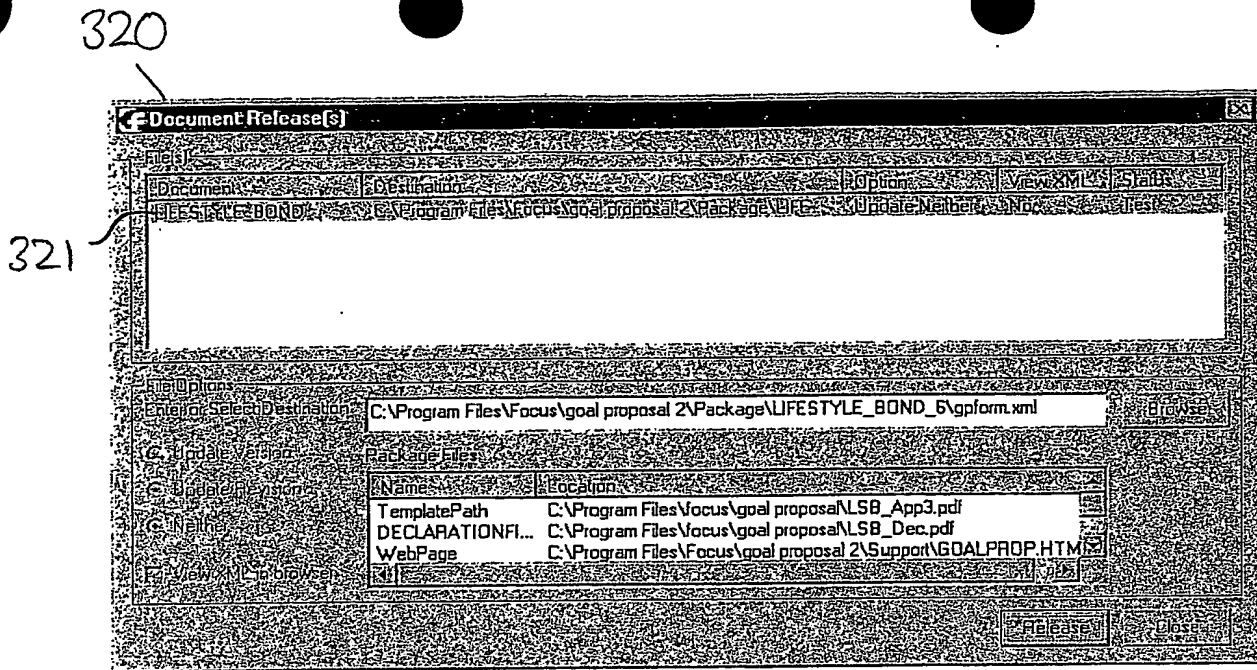 320
Document Release(s)
File(s)
Document Destination Option View XML Status
321
LIFESTYLE-BOND C:\Program Files\Focus\goal proposal 2\Package\LIFE... No Test
File Options
Enter or Select Destination: C:\Program Files\Focus\goal proposal 2\Package\LIFESTYLE_BOND_6\gpform.xml Browse
Update Version Package Files
Update Revision Name Location
TemplatePath C:\Program Files\focus\goal proposal\LSB_App3.pdf
Neither DECLARATIONFI... C:\Program Files\focus\goal proposal\LSB_Dec.pdf
WebPage C:\Program Files\Focus\goal proposal 2\Support\GOALPROP.HTM
View XML in browser
Release Close